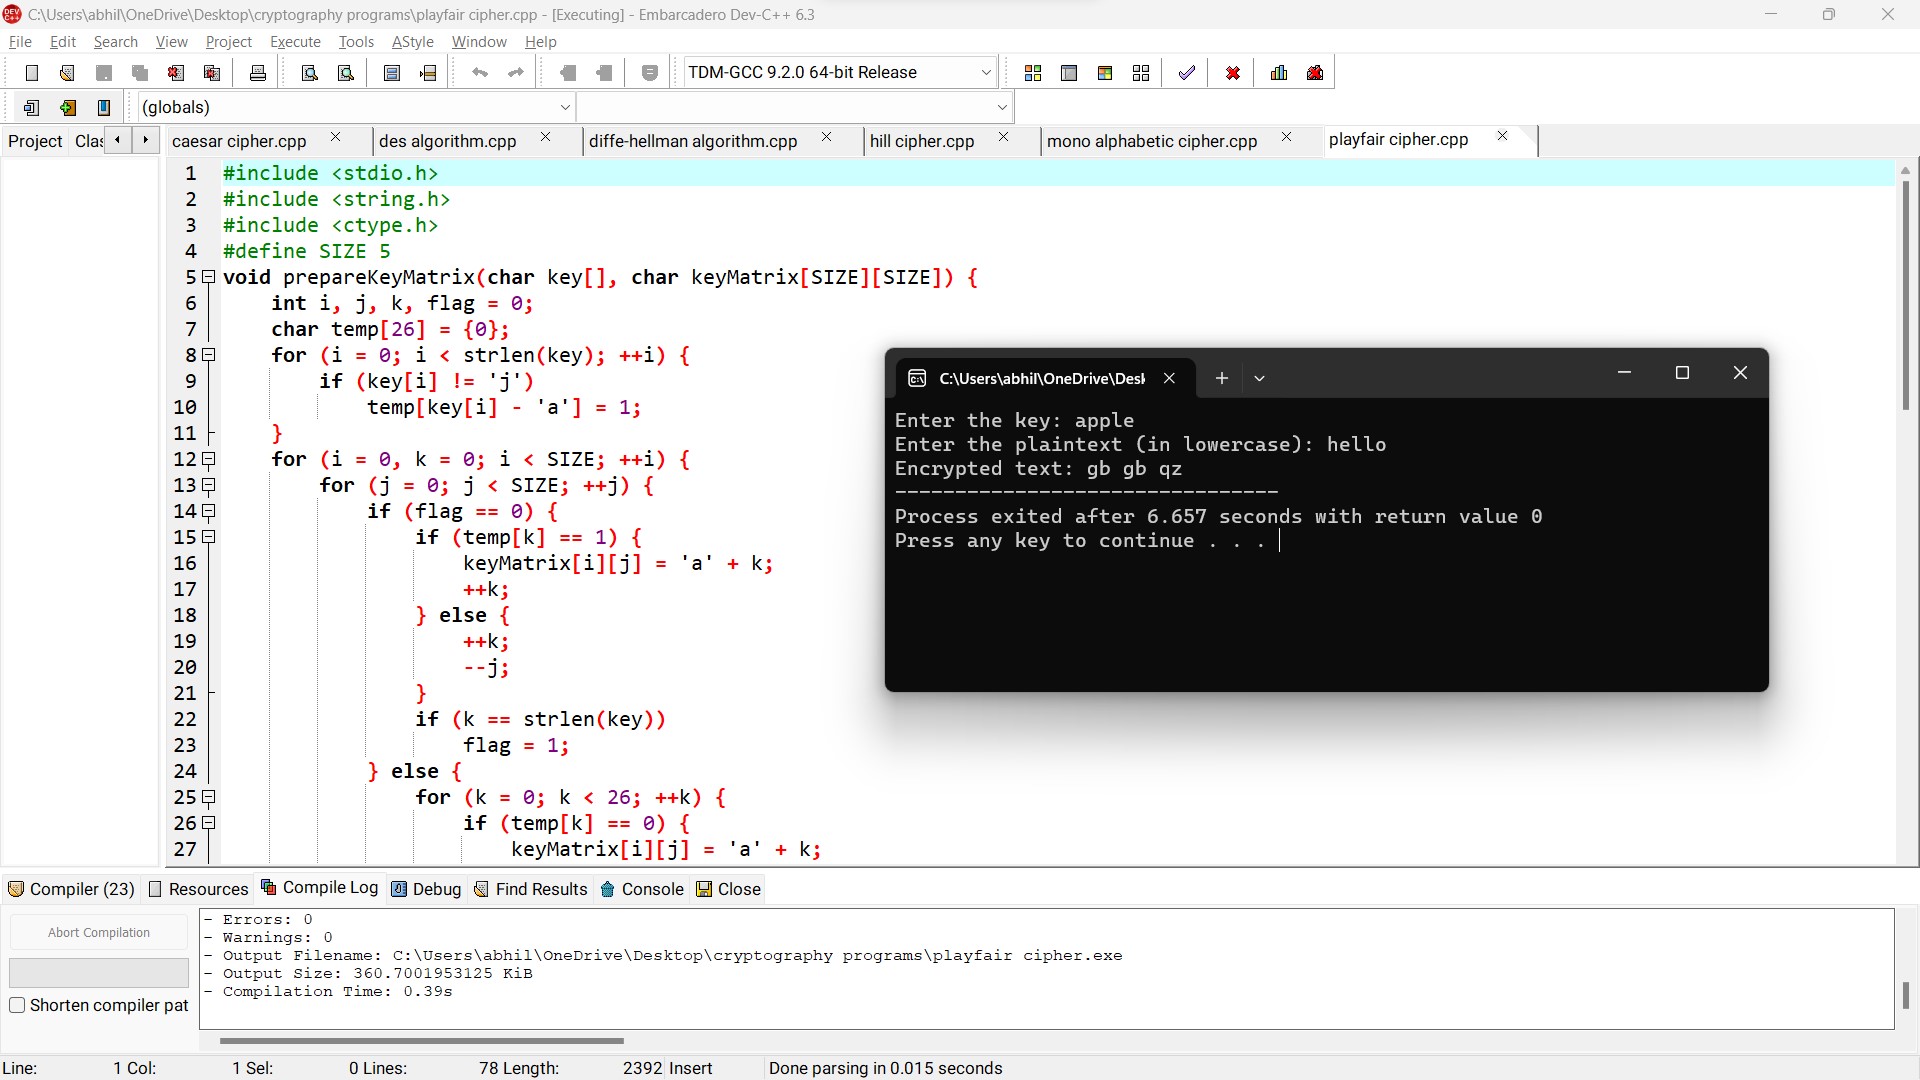 C:\Users\abhil\OneDrive\Desktop\cryptography programs\playfair cipher.cpp - [Executing] - Embarcadero Dev-C++ 6.3
File Edit Search View Project Execute Tools AStyle Window Help
TDM-GCC 9.2.0 64-bit Release
(globals)
Project Clas caesar cipher.cpp des algorithm.cpp diffe-hellman algorithm.cpp hill cipher.cpp mono alphabetic cipher.cpp playfair cipher.cpp
1 #include <stdio.h>
2 #include <string.h>
3 #include <ctype.h>
4 #define SIZE 5
5 void prepareKeyMatrix(char key[], char keyMatrix[SIZE][SIZE]) {
6 int i, j, k, flag = 0;
7 char temp[26] = {0};
8 for (i = 0; i < strlen(key); ++i) {
9 if (key[i] != 'j')
10 temp[key[i] - 'a'] = 1;
11 }
12 for (i = 0, k = 0; i < SIZE; ++i) {
13 for (j = 0; j < SIZE; ++j) {
14 if (flag == 0) {
15 if (temp[k] == 1) {
16 keyMatrix[i][j] = 'a' + k;
17 ++k;
18 } else {
19 ++k;
20 --j;
21 }
22 if (k == strlen(key))
23 flag = 1;
24 } else {
25 for (k = 0; k < 26; ++k) {
26 if (temp[k] == 0) {
27 keyMatrix[i][j] = 'a' + k;
C:\Users\abhil\OneDrive\Desk
Enter the key: apple
Enter the plaintext (in lowercase): hello
Encrypted text: gb gb qz
--------------------------------
Process exited after 6.657 seconds with return value 0
Press any key to continue . . .
Compiler (23) Resources Compile Log Debug Find Results Console Close
Abort Compilation
Shorten compiler pat
- Errors: 0
- Warnings: 0
- Output Filename: C:\Users\abhil\OneDrive\Desktop\cryptography programs\playfair cipher.exe
- Output Size: 360.7001953125 KiB
- Compilation Time: 0.39s
Line: 1 Col: 1 Sel: 0 Lines: 78 Length: 2392 Insert Done parsing in 0.015 seconds